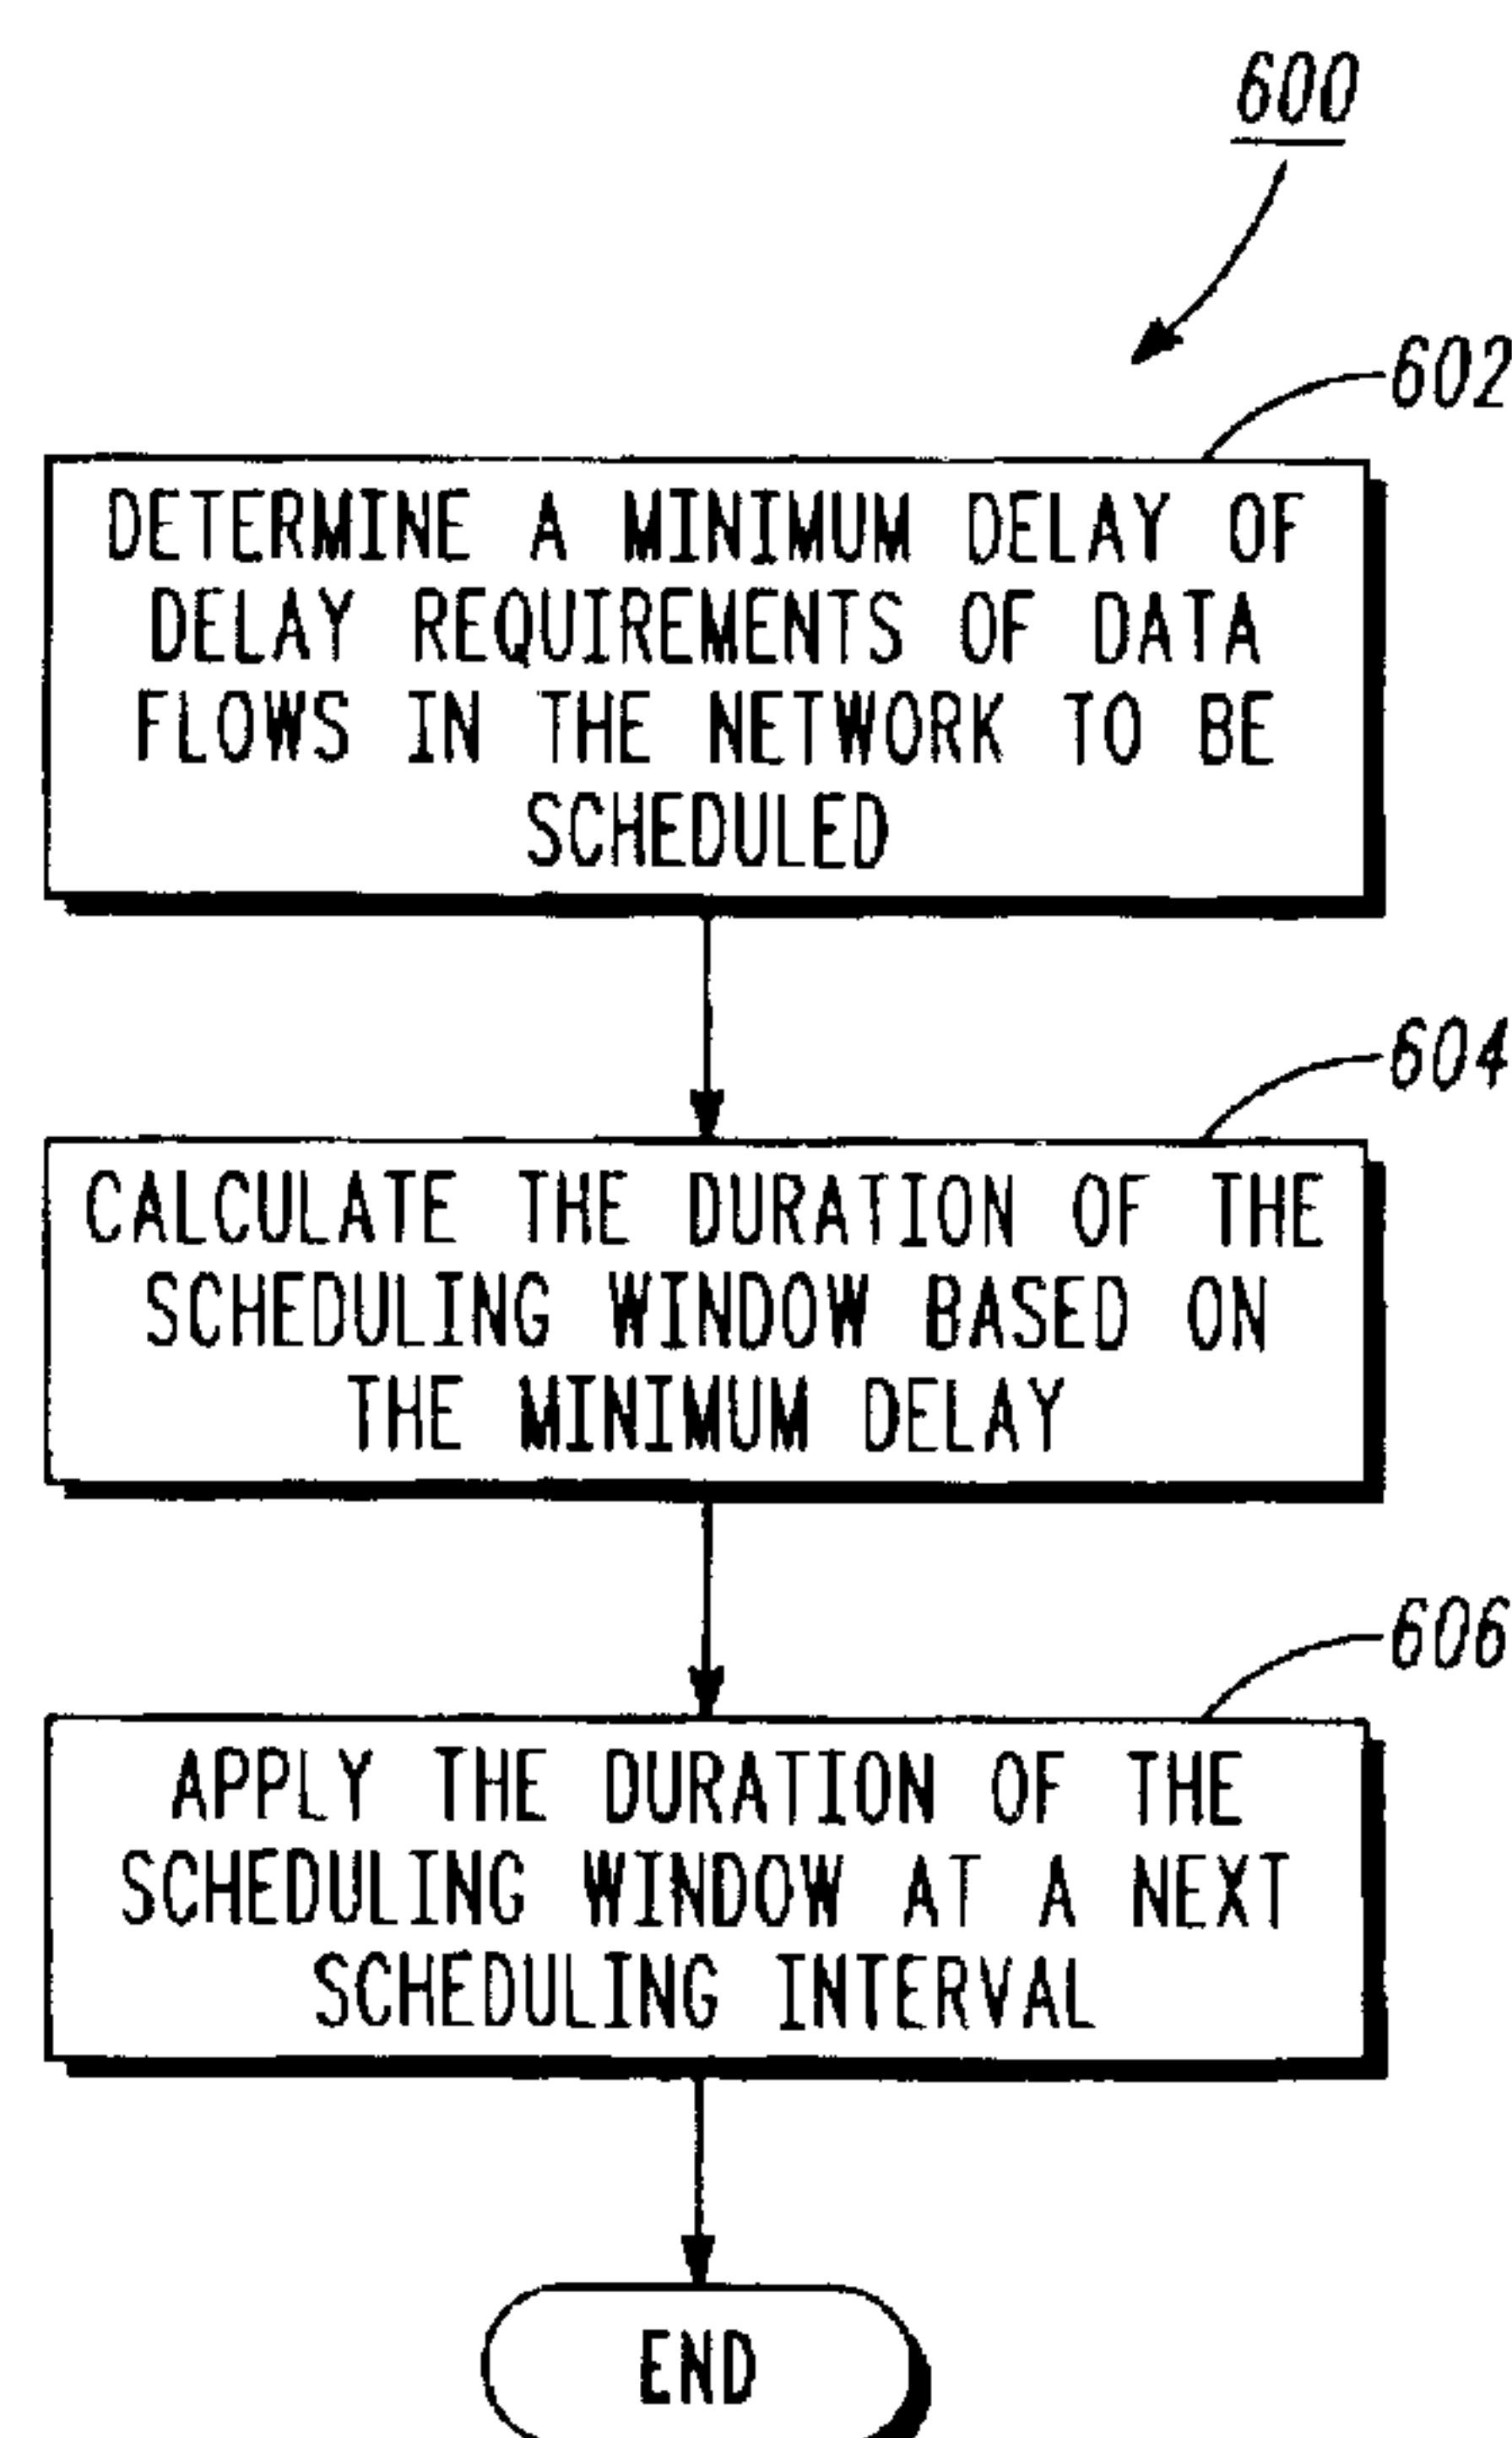 600
602
DETERMINE A MINIMUM DELAY OF
DELAY REQUIREMENTS OF DATA
FLOWS IN THE NETWORK TO BE
SCHEDULED
604
CALCULATE THE DURATION OF THE
SCHEDULING WINDOW BASED ON
THE MINIMUM DELAY
606
APPLY THE DURATION OF THE
SCHEDULING WINDOW AT A NEXT
SCHEDULING INTERVAL
END